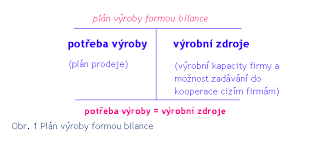 plán výroby formou bilance
potřeba výroby výrobní zdroje
(plán prodeje) (výrobní kapacity firmy a
možnost zadávání do
kooperace cizím firmám)
potřeba výroby = výrobní zdroje
Obr. 1 Plán výroby formou bilance